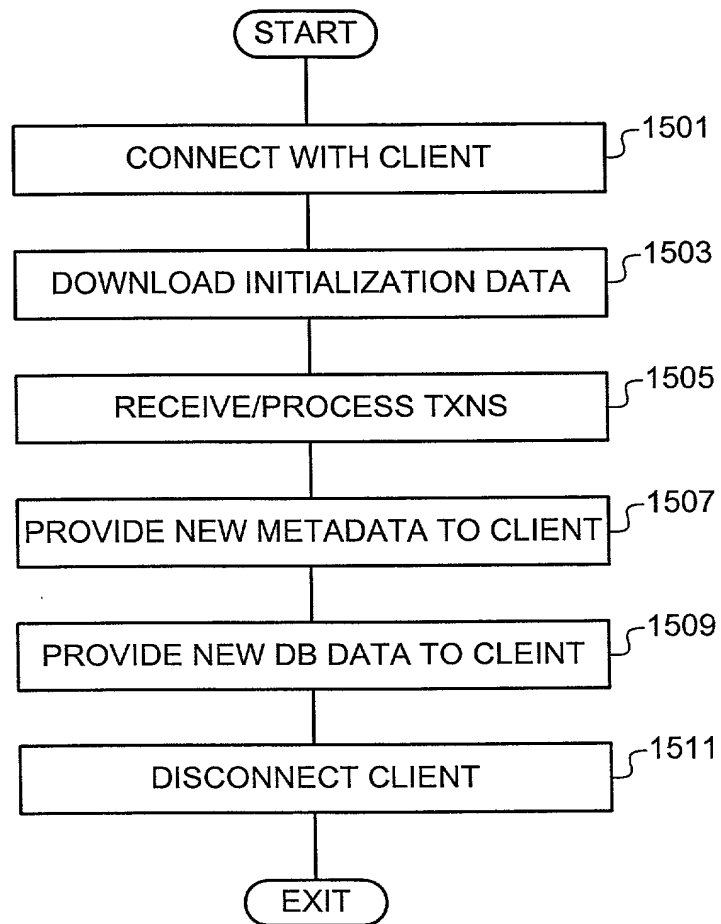 START
CONNECT WITH CLIENT
1501
DOWNLOAD INITIALIZATION DATA
1503
RECEIVE/PROCESS TXNS
1505
PROVIDE NEW METADATA TO CLIENT
1507
PROVIDE NEW DB DATA TO CLEINT
1509
DISCONNECT CLIENT
1511
EXIT